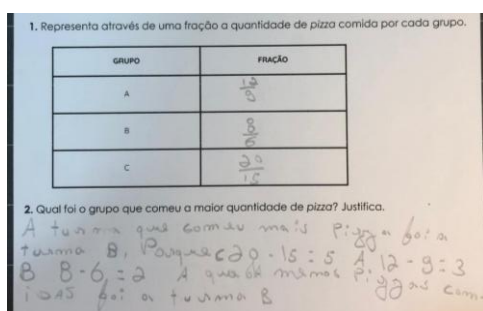 1. Representa através de uma fração a quantidade de pizza comida por cada grupo.
GRUPO FRAÇÃO
A 12/9
B 8/6
C 20/15
2. Qual foi o grupo que comeu a maior quantidade de pizza? Justifica.
A turma que comeu mais pizza foi a
turma B, Porque C 20 - 15 = 5 A 12 - 9 = 3
B 8 - 6 = 2 A que menos pizzas com
idas foi a turma B